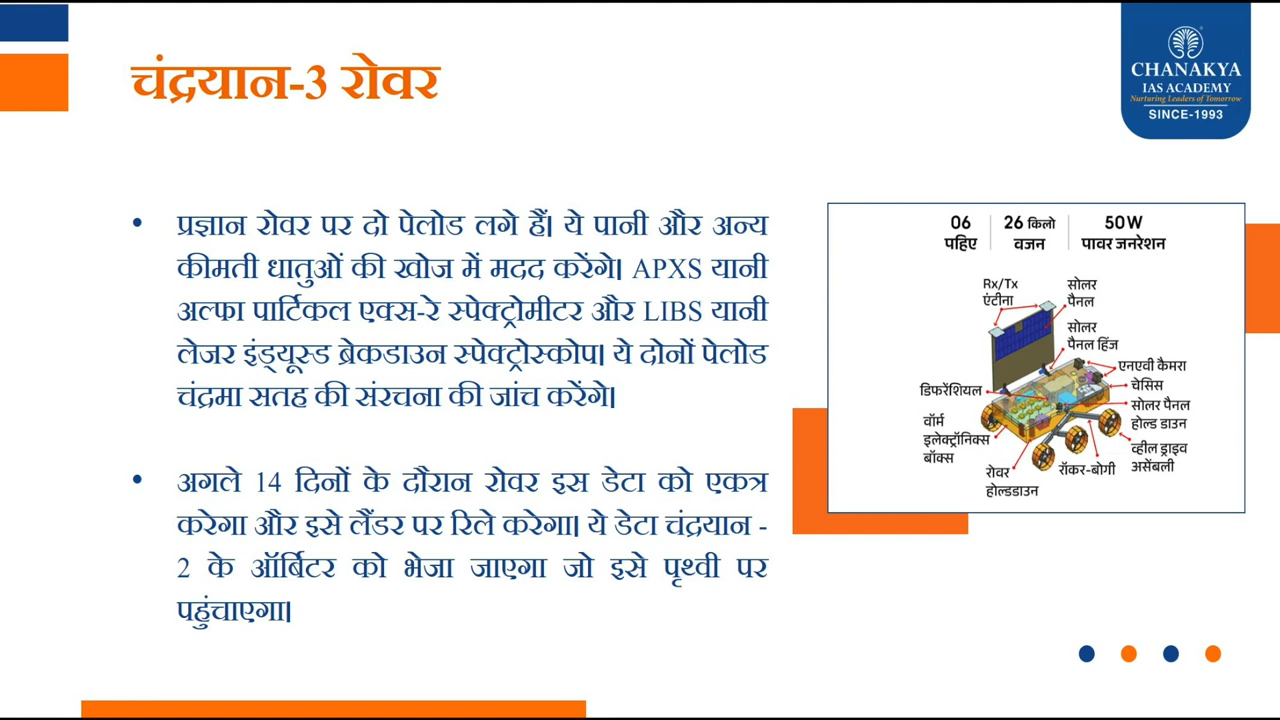 चंद्रयान-3 रोवर
CHANAKYA
IAS ACADEMY
Nurturing Leaders of Tomorrow
SINCE-1993
• प्रज्ञान रोवर पर दो पेलोड लगे हैं। ये पानी और अन्य
कीमती धातुओं की खोज में मदद करेंगे। APXS यानी
अल्फा पार्टिकल एक्स-रे स्पेक्ट्रोमीटर और LIBS यानी
लेजर इंड्यूस्ड ब्रेकडाउन स्पेक्ट्रोस्कोप। ये दोनों पेलोड
चंद्रमा सतह की संरचना की जांच करेंगे।
• अगले 14 दिनों के दौरान रोवर इस डेटा को एकत्र
करेगा और इसे लैंडर पर रिले करेगा। ये डेटा चंद्रयान -
2 के ऑर्बिटर को भेजा जाएगा जो इसे पृथ्वी पर
पहुंचाएगा।
06 26 किलो 50W
पहिए वजन पावर जनरेशन
Rx/Tx
एंटीना
सोलर
पैनल
सोलर
पैनल हिंज
एनएवी कैमरा
चेसिस
सोलर पैनल
होल्ड डाउन
व्हील ड्राइव
असेंबली
डिफरेंशियल
वॉर्म
इलेक्ट्रॉनिक्स
बॉक्स
रोवर
होल्डडाउन
रॉकर-बोगी